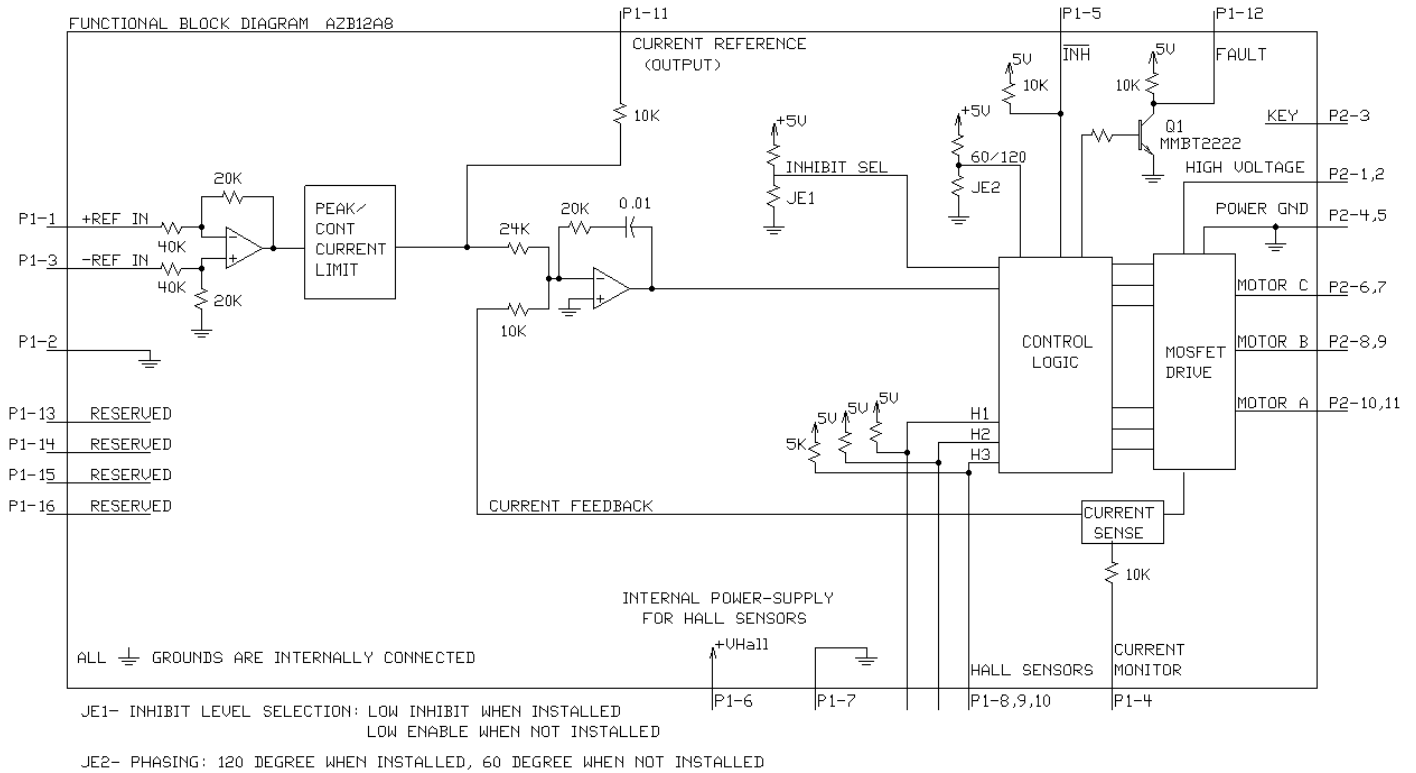 P1-11
P1-5
P1-12
FUNCTIONAL BLOCK DIAGRAM AZB12A8
CURRENT REFERENCE
(OUTPUT)
INH
FAULT
5V
10K
5V
10K
10K
KEY
P2-3
+5V
+5V
Q1
MMBT2222
60/120
INHIBIT SEL
HIGH VOLTAGE
P2-1,2
JE1
JE2
20K
P1-1
+REF IN
40K
PEAK/
CONT
CURRENT
LIMIT
24K
20K
0.01
POWER GND
P2-4,5
P1-3
-REF IN
40K
20K
10K
MOTOR C
P2-6,7
P1-2
CONTROL
LOGIC
MOSFET
DRIVE
MOTOR B
P2-8,9
MOTOR A
P2-10,11
P1-13
RESERVED
P1-14
RESERVED
P1-15
RESERVED
P1-16
RESERVED
5V
5V
5V
5K
H1
H2
H3
CURRENT FEEDBACK
CURRENT
SENSE
10K
INTERNAL POWER-SUPPLY
FOR HALL SENSORS
+VHall
ALL GROUNDS ARE INTERNALLY CONNECTED
HALL SENSORS
CURRENT
MONITOR
P1-6
P1-7
P1-8,9,10
P1-4
JE1- INHIBIT LEVEL SELECTION: LOW INHIBIT WHEN INSTALLED
LOW ENABLE WHEN NOT INSTALLED
JE2- PHASING: 120 DEGREE WHEN INSTALLED, 60 DEGREE WHEN NOT INSTALLED